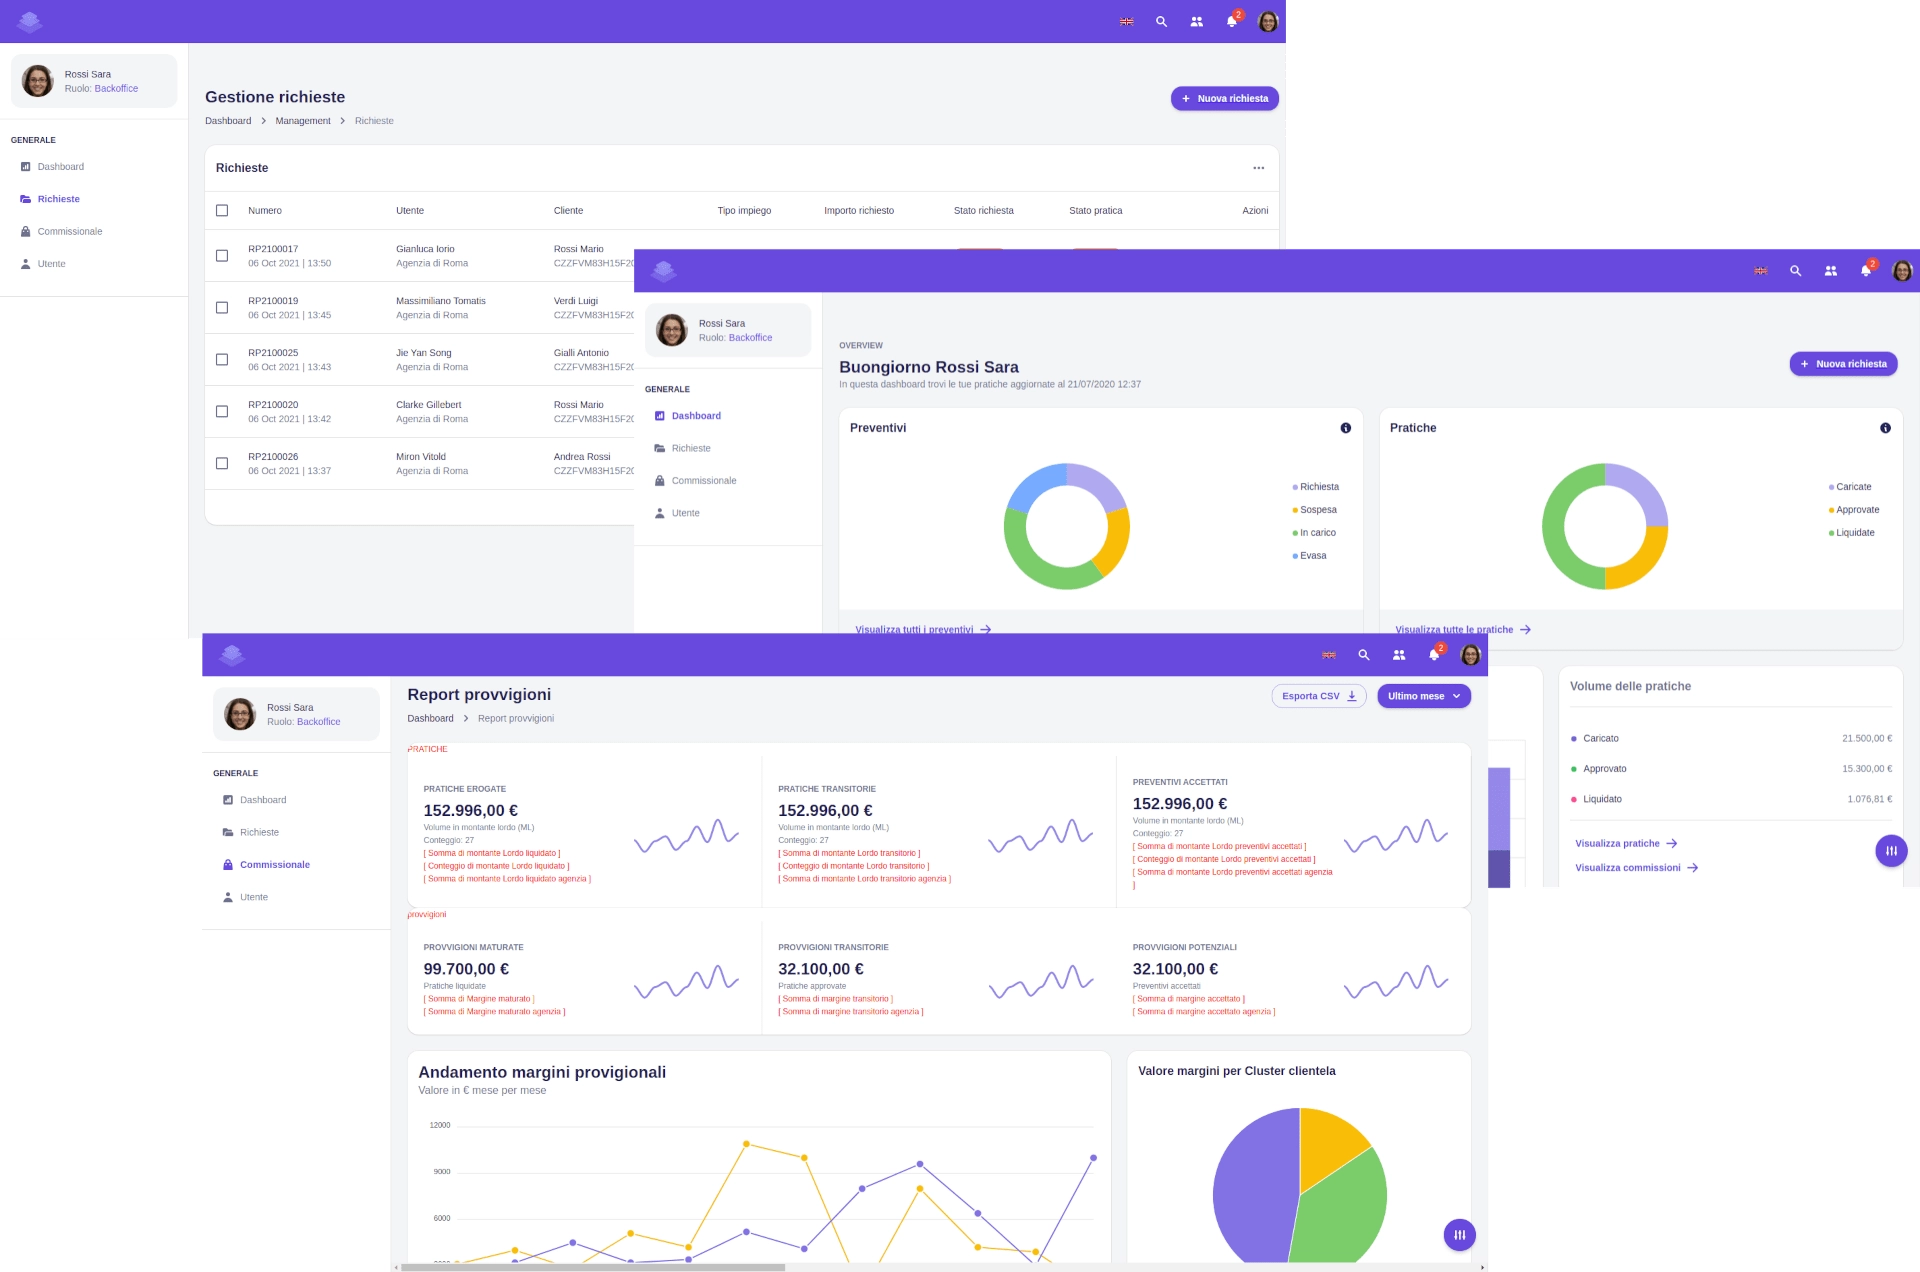 2
Rossi Sara
Ruolo: Backoffice
GENERALE
Dashboard
Richieste
Commissionale
Utente
Gestione richieste
Dashboard > Management > Richieste
+ Nuova richiesta
Richieste
Numero Utente Cliente Tipo impiego Importo richiesto Stato richiesta Stato pratica Azioni
RP2100017 Gianluca Iorio Rossi Mario
06 Oct 2021 | 13:50 Agenzia di Roma CZZFVM83H15F20
RP2100019 Massimiliano Tomatis Verdi Luigi
06 Oct 2021 | 13:45 Agenzia di Roma CZZFVM83H15F20
RP2100025 Jie Yan Song Gialli Antonio
06 Oct 2021 | 13:43 Agenzia di Roma CZZFVM83H15F20
RP2100020 Clarke Gillebert Rossi Mario
06 Oct 2021 | 13:42 Agenzia di Roma CZZFVM83H15F20
RP2100026 Miron Vitold Andrea Rossi
06 Oct 2021 | 13:37 Agenzia di Roma CZZFVM83H15F20
2
Rossi Sara
Ruolo: Backoffice
GENERALE
Dashboard
Richieste
Commissionale
Utente
OVERVIEW
Buongiorno Rossi Sara
In questa dashboard trovi le tue pratiche aggiornate al 21/07/2020 12:37
+ Nuova richiesta
Preventivi
Richiesta
Sospesa
In carico
Evasa
Visualizza tutti i preventivi
Pratiche
Caricate
Approvate
Liquidate
Visualizza tutte le pratiche
Volume delle pratiche
Caricato 21.500,00 €
Approvato 15.300,00 €
Liquidato 1.076,81 €
Visualizza pratiche
Visualizza commissioni
2
Rossi Sara
Ruolo: Backoffice
GENERALE
Dashboard
Richieste
Commissionale
Utente
Report provvigioni
Dashboard > Report provvigioni
Esporta CSV
Ultimo mese
PRATICHE
PRATICHE EROGATE
152.996,00 €
Volume in montante lordo (ML)
Conteggio: 27
[ Somma di montante Lordo liquidato ]
[ Conteggio di montante Lordo liquidato ]
[ Somma di montante Lordo liquidato agenzia ]
PRATICHE TRANSITORIE
152.996,00 €
Volume in montante lordo (ML)
Conteggio: 27
[ Somma di montante Lordo transitorio ]
[ Conteggio di montante Lordo transitorio ]
[ Somma di montante Lordo transitorio agenzia ]
PREVENTIVI ACCETTATI
152.996,00 €
Volume in montante lordo (ML)
Conteggio: 27
[ Somma di montante Lordo preventivi accettati ]
[ Conteggio di montante Lordo preventivi accettati ]
[ Somma di montante Lordo preventivi accettati agenzia
]
provvigioni
PROVVIGIONI MATURATE
99.700,00 €
Pratiche liquidate
[ Somma di Margine maturato ]
[ Somma di Margine maturato agenzia ]
PROVVIGIONI TRANSITORIE
32.100,00 €
Pratiche approvate
[ Somma di margine transitorio ]
[ Somma di margine transitorio agenzia ]
PROVVIGIONI POTENZIALI
32.100,00 €
Preventivi accettati
[ Somma di margine accettato ]
[ Somma di margine accettato agenzia ]
Andamento margini provigionali
Valore in € mese per mese
12000
9000
6000
Valore margini per Cluster clientela